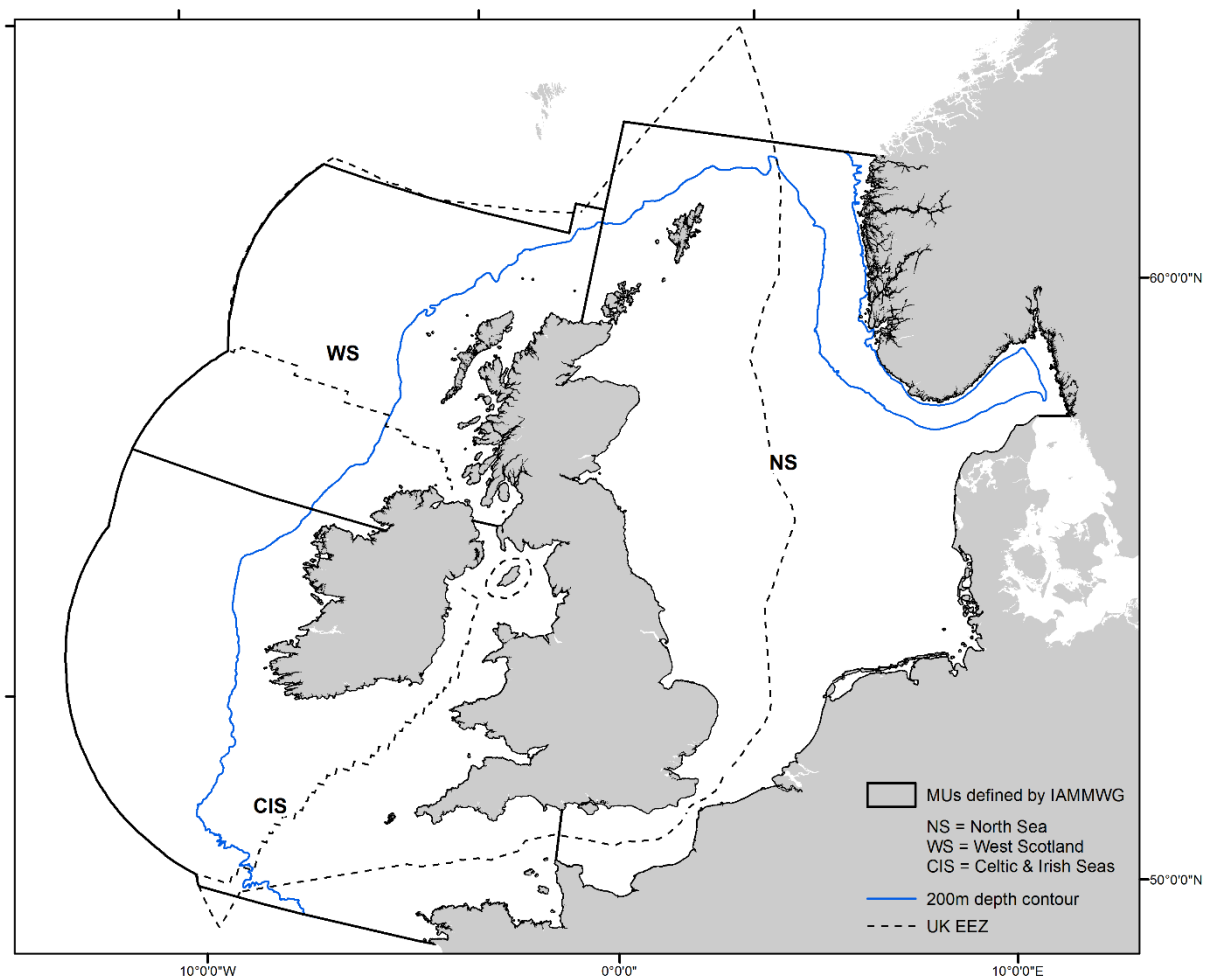 WS
60°0'0"N
NS
CIS
MUs defined by IAMMWG
NS = North Sea
WS = West Scotland
CIS = Celtic & Irish Seas
50°0'0"N
200m depth contour
UK EEZ
10°0'0"W
0°0'0"
10°0'0"E